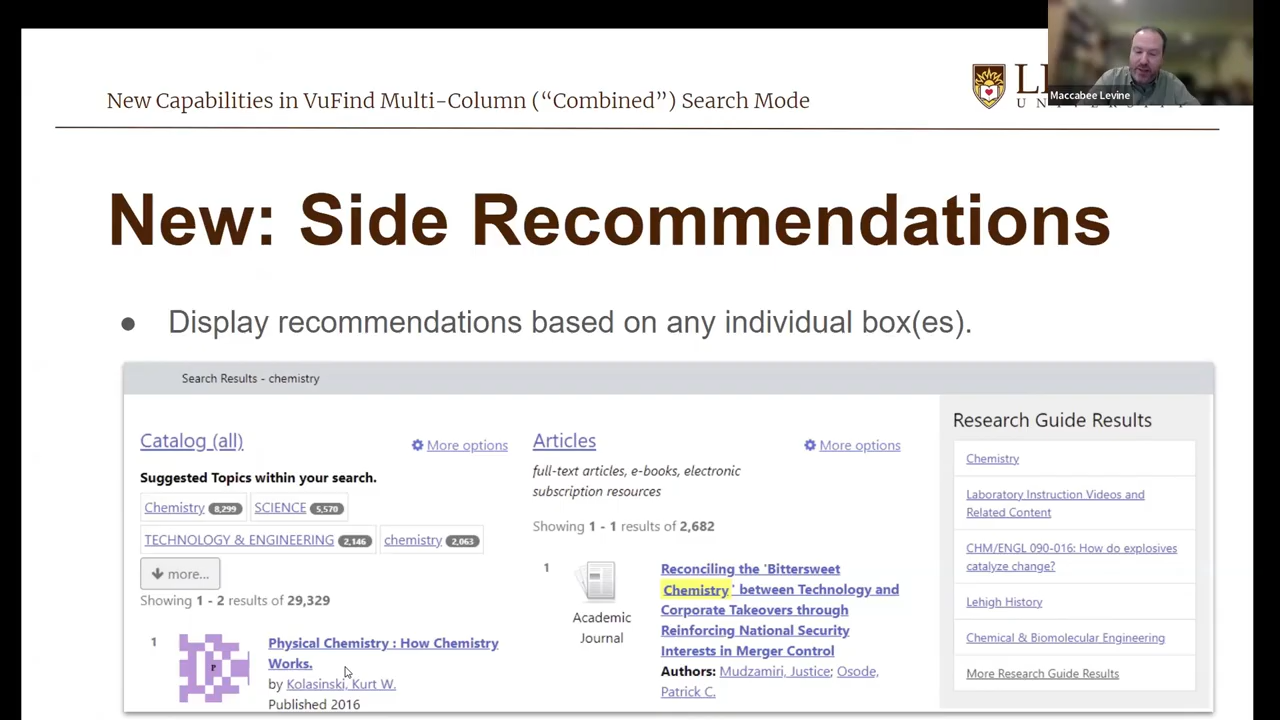 New Capabilities in VuFind Multi-Column (“Combined”) Search Mode
Maccabee Levine
New: Side Recommendations
● Display recommendations based on any individual box(es).
Search Results - chemistry
Catalog (all)
More options
Suggested Topics within your search.
Chemistry 8,299 SCIENCE 5,570
TECHNOLOGY & ENGINEERING 2,146 chemistry 2,063
more...
Showing 1 - 2 results of 29,329
1
P
Physical Chemistry : How Chemistry
Works.
by Kolasinski, Kurt W.
Published 2016
Articles
More options
full-text articles, e-books, electronic
subscription resources
Showing 1 - 1 results of 2,682
1
Academic
Journal
Reconciling the 'Bittersweet
Chemistry' between Technology and
Corporate Takeovers through
Reinforcing National Security
Interests in Merger Control
Authors: Mudzamiri, Justice; Osode,
Patrick C.
Research Guide Results
Chemistry
Laboratory Instruction Videos and
Related Content
CHM/ENGL 090-016: How do explosives
catalyze change?
Lehigh History
Chemical & Biomolecular Engineering
More Research Guide Results